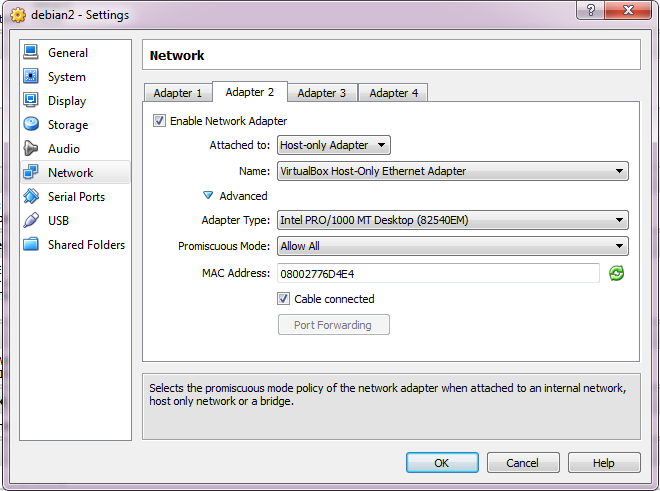 debian2 - Settings
General
System
Display
Storage
Audio
Network
Serial Ports
USB
Shared Folders
Network
Adapter 1
Adapter 2
Adapter 3
Adapter 4
Enable Network Adapter
Attached to: Host-only Adapter
Name: VirtualBox Host-Only Ethernet Adapter
Advanced
Adapter Type: Intel PRO/1000 MT Desktop (82540EM)
Promiscuous Mode: Allow All
MAC Address: 08002776D4E4
Cable connected
Port Forwarding
Selects the promiscuous mode policy of the network adapter when attached to an internal network,
host only network or a bridge.
OK
Cancel
Help